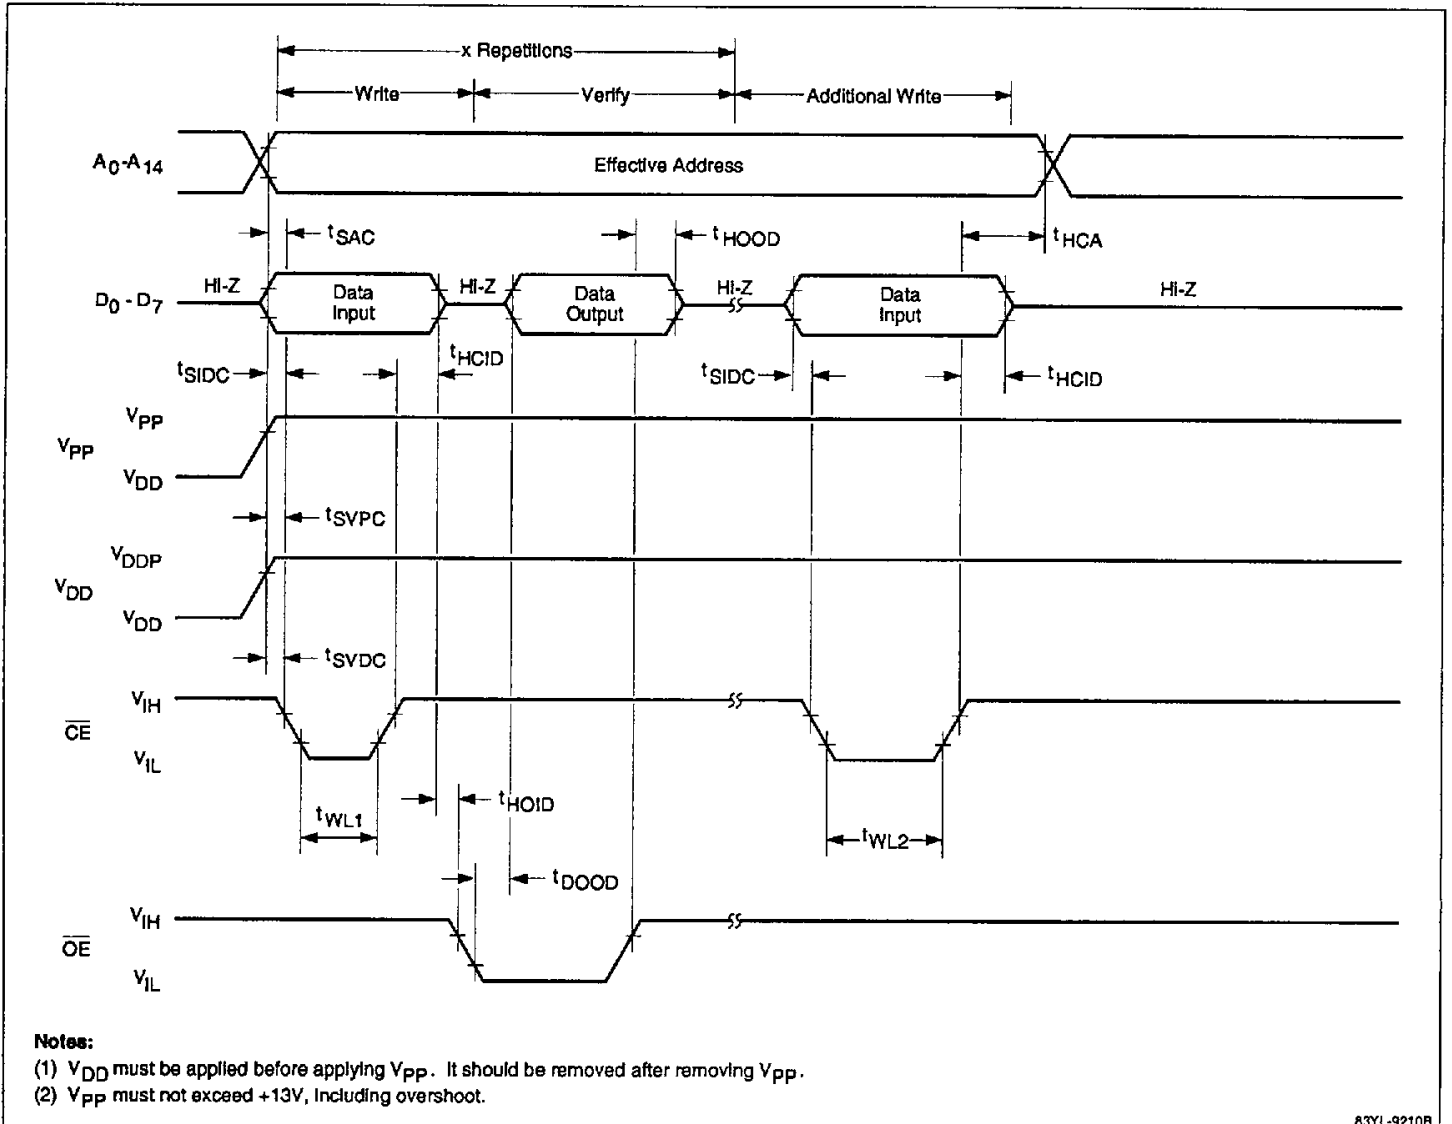 x Repetitions
Write Verify Additional Write
A0-A14 Effective Address
tSAC tHOOD tHCA
D0 - D7 HI-Z Data Input HI-Z Data Output HI-Z Data Input HI-Z
tSIDC tHCID tSIDC tHCID
VPP
VPP
VDD
tSVPC
VDDP
VDD
VDD
tSVDC
VIH
CE
VIL
tWL1 tHOID tWL2
tDOOD
VIH
OE
VIL
Notes:
(1) VDD must be applied before applying VPP. It should be removed after removing VPP.
(2) VPP must not exceed +13V, including overshoot.
83YL-9210B